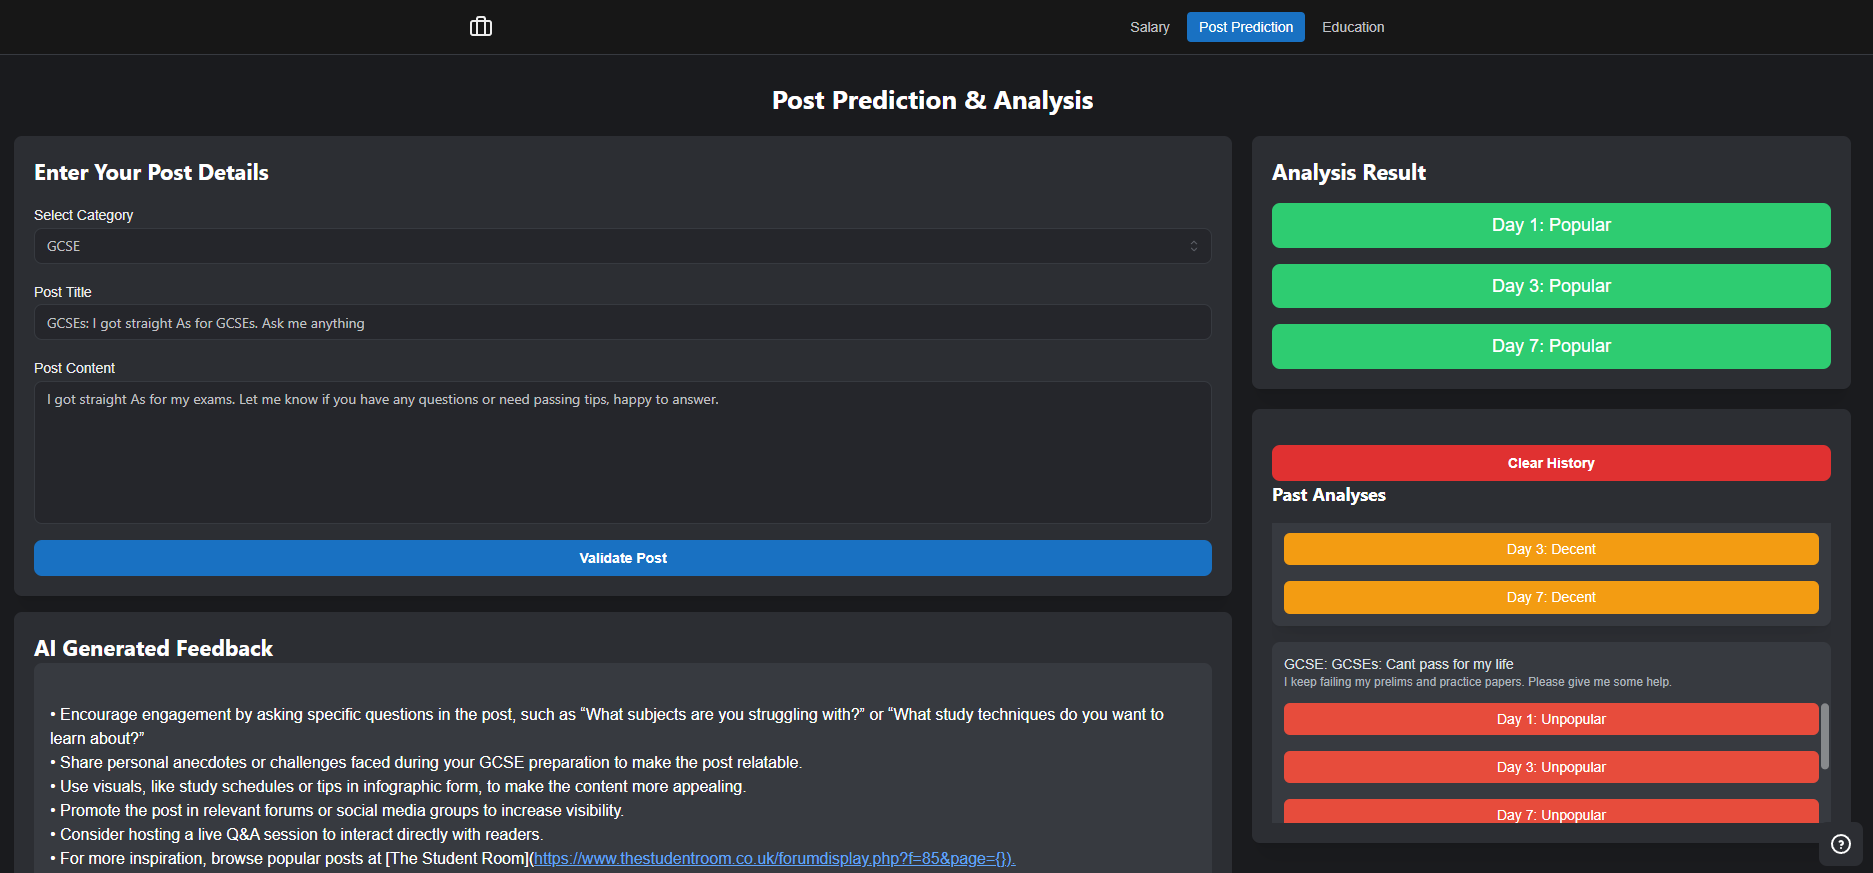 Salary
Post Prediction
Education
Post Prediction & Analysis
Enter Your Post Details
Select Category
GCSE
Post Title
GCSEs: I got straight As for GCSEs. Ask me anything
Post Content
I got straight As for my exams. Let me know if you have any questions or need passing tips, happy to answer.
Validate Post
AI Generated Feedback
• Encourage engagement by asking specific questions in the post, such as “What subjects are you struggling with?” or “What study techniques do you want to
learn about?”
• Share personal anecdotes or challenges faced during your GCSE preparation to make the post relatable.
• Use visuals, like study schedules or tips in infographic form, to make the content more appealing.
• Promote the post in relevant forums or social media groups to increase visibility.
• Consider hosting a live Q&A session to interact directly with readers.
• For more inspiration, browse popular posts at [The Student Room](https://www.thestudentroom.co.uk/forumdisplay.php?f=85&page={}).
Analysis Result
Day 1: Popular
Day 3: Popular
Day 7: Popular
Clear History
Past Analyses
Day 3: Decent
Day 7: Decent
GCSE: GCSEs: Cant pass for my life
I keep failing my prelims and practice papers. Please give me some help.
Day 1: Unpopular
Day 3: Unpopular
Day 7: Unpopular